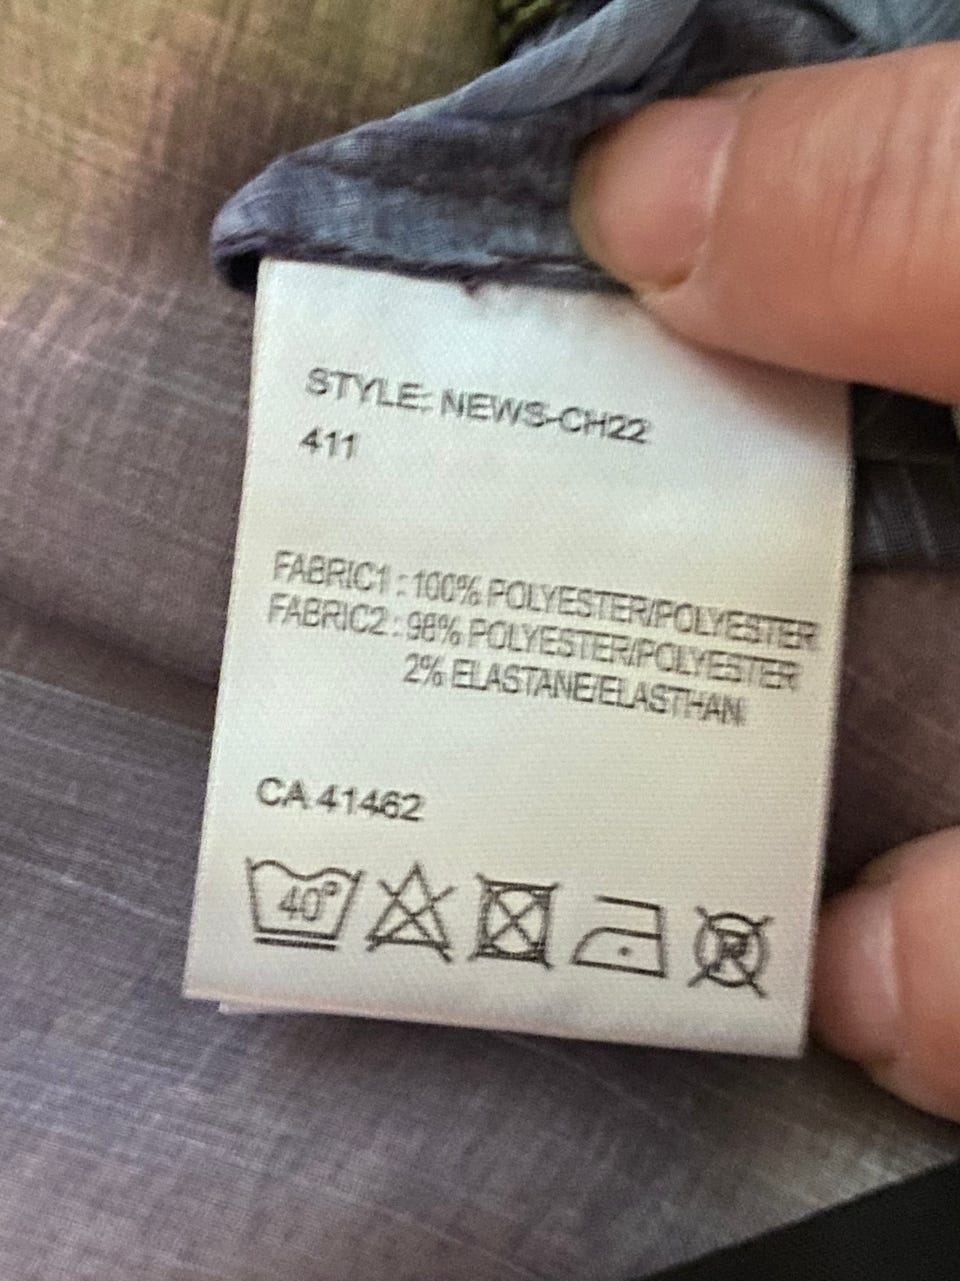 STYLE: NEWS-CH22
411
FABRIC1 : 100% POLYESTER/POLYESTER
FABRIC2 : 98% POLYESTER/POLYESTER
2% ELASTANE/ELASTHAN
CA 41462
40°
R